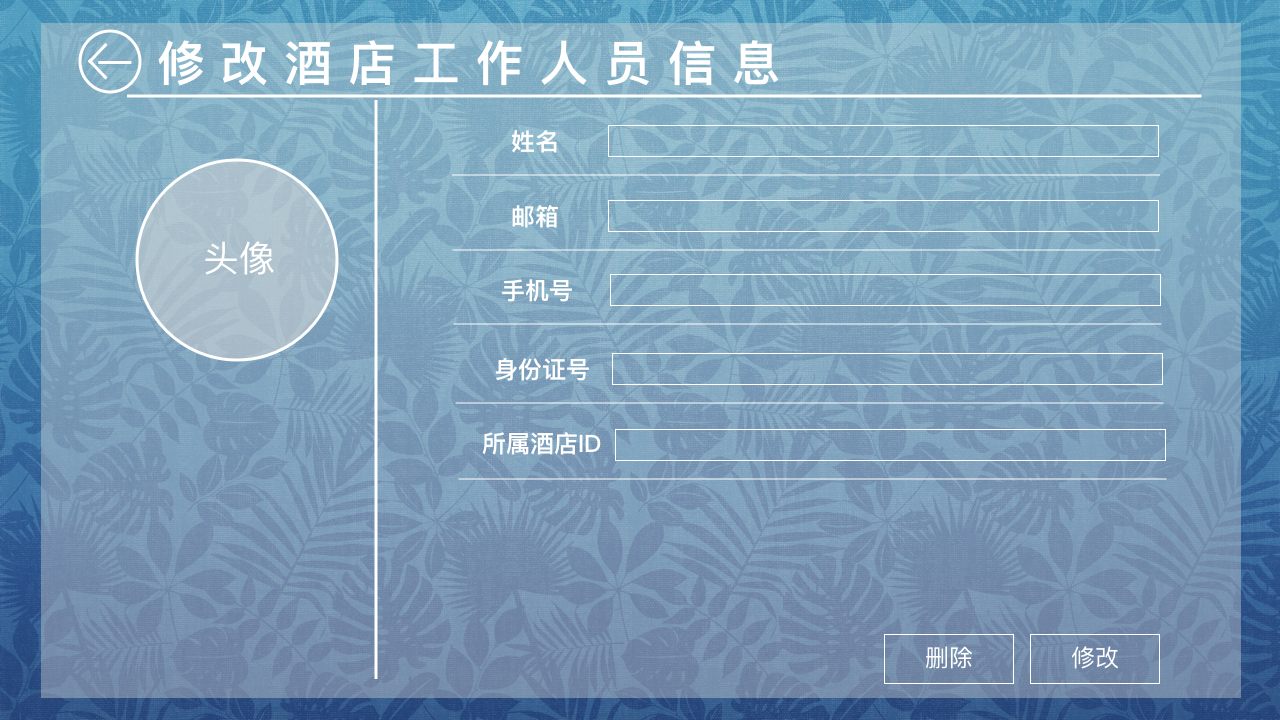 修改酒店工作人员信息
头像
姓名
邮箱
手机号
身份证号
所属酒店ID
删除
修改